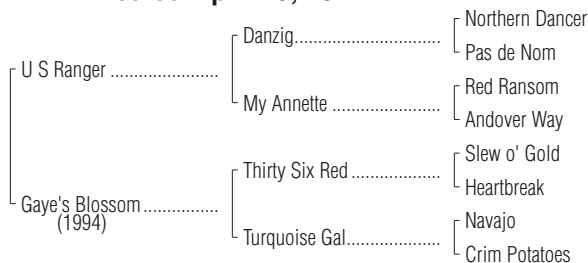 Northern Dancer
Danzig
Pas de Nom
U S Ranger
Red Ransom
My Annette
Andover Way
Slew o' Gold
Thirty Six Red
Heartbreak
Gaye's Blossom
(1994)
Navajo
Turquoise Gal
Crim Potatoes